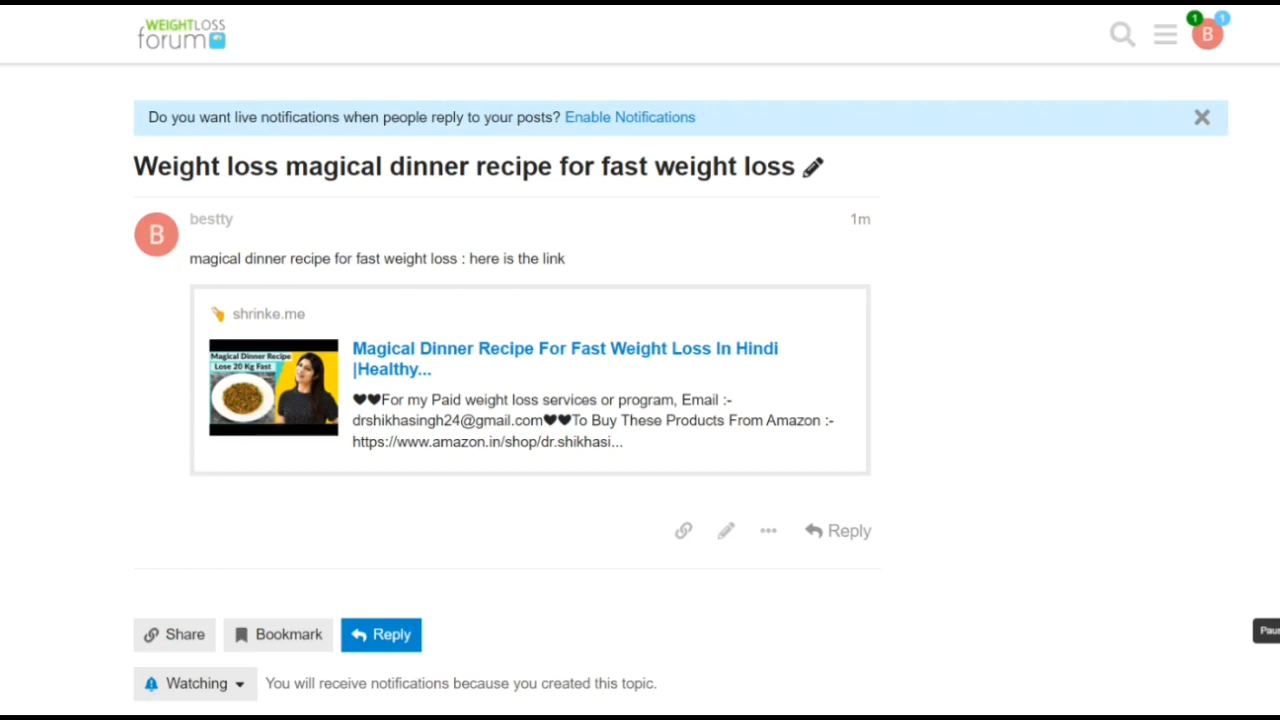 WEIGHTLOSS
forum
1
1
B
Do you want live notifications when people reply to your posts? Enable Notifications
Weight loss magical dinner recipe for fast weight loss
B
bestty
1m
magical dinner recipe for fast weight loss : here is the link
shrinke.me
Magical Dinner Recipe
Lose 20 Kg Fast
Magical Dinner Recipe For Fast Weight Loss In Hindi
|Healthy...
🖤🖤For my Paid weight loss services or program, Email :-
drshikhasingh24@gmail.com🖤🖤To Buy These Products From Amazon :-
https://www.amazon.in/shop/dr.shikhasi...
Reply
Share
Bookmark
Reply
Watching
You will receive notifications because you created this topic.